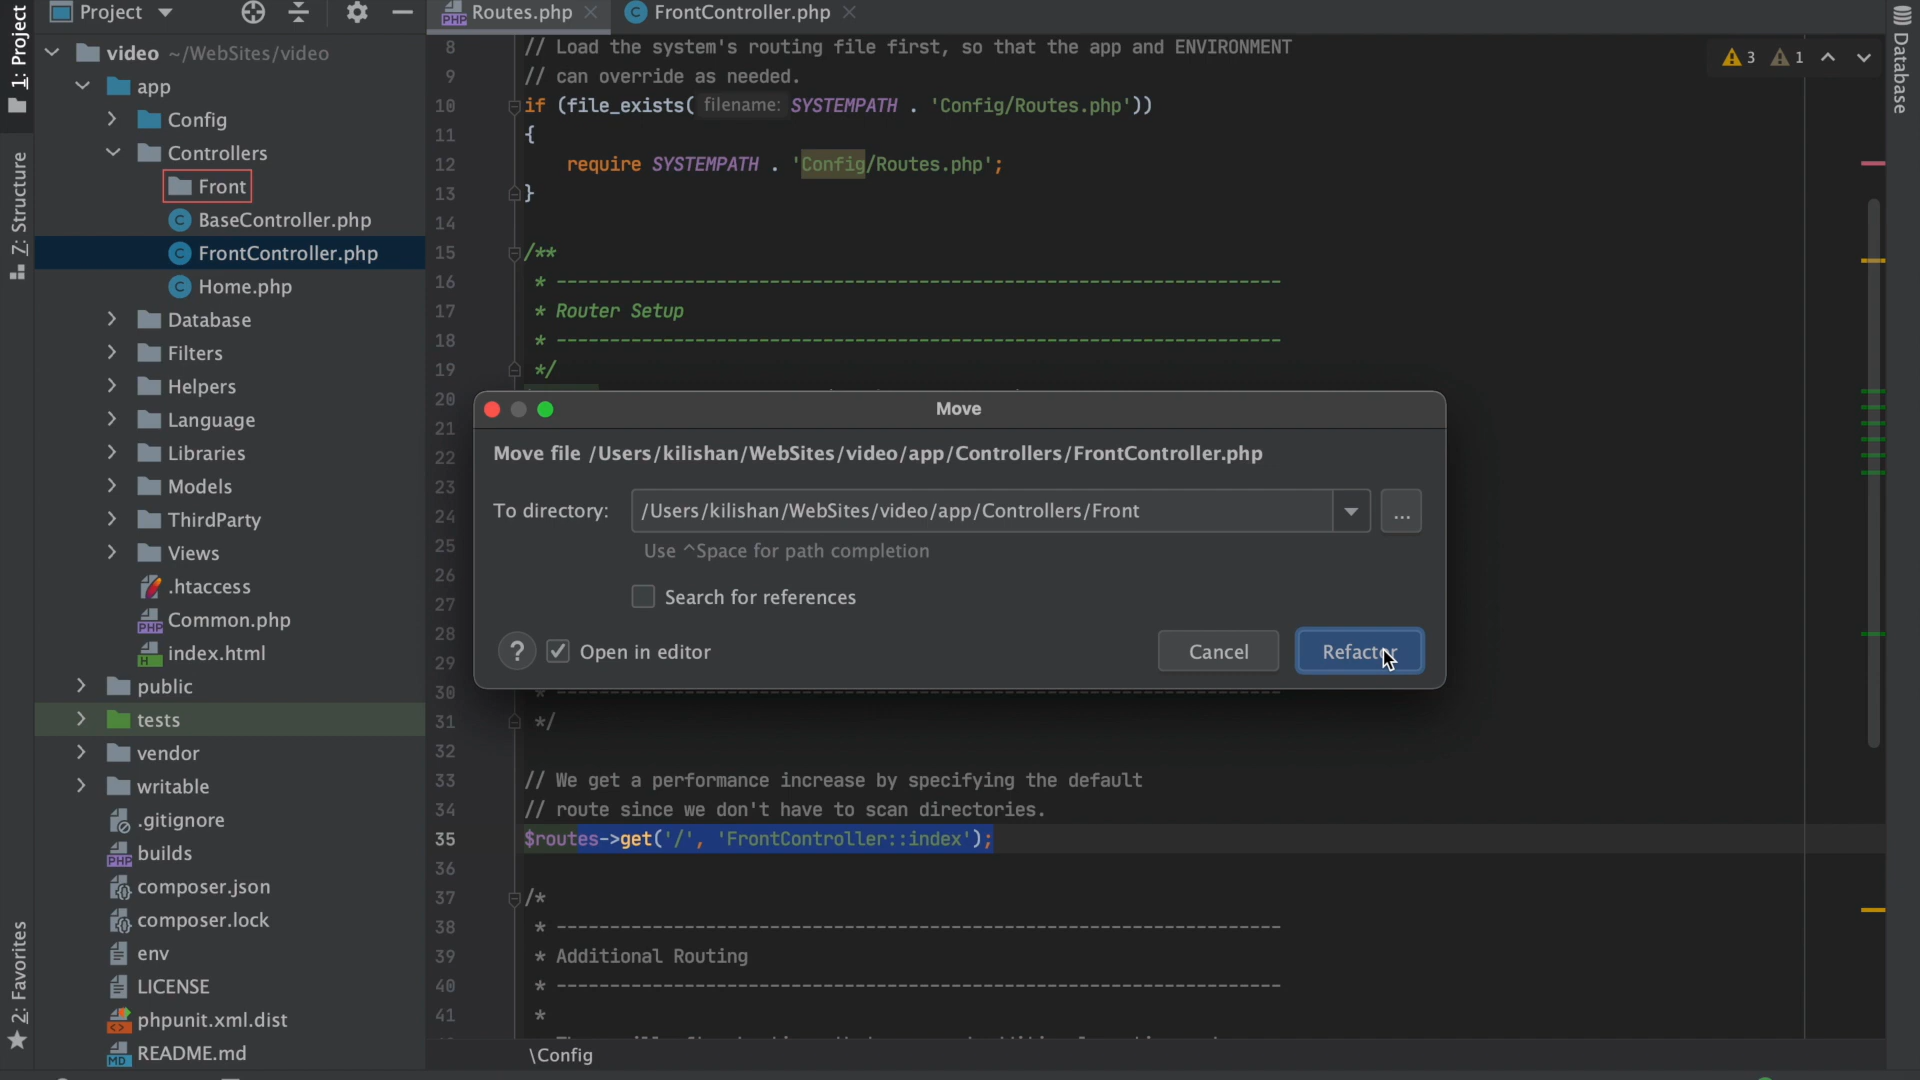 1: Project
Z: Structure
2: Favorites
Project
video ~/WebSites/video
app
Config
Controllers
Front
BaseController.php
FrontController.php
Home.php
Database
Filters
Helpers
Language
Libraries
Models
ThirdParty
Views
.htaccess
Common.php
index.html
public
tests
vendor
writable
.gitignore
builds
composer.json
composer.lock
env
LICENSE
phpunit.xml.dist
README.md
Routes.php
FrontController.php
3 1
Database
8 // Load the system's routing file first, so that the app and ENVIRONMENT
9 // can override as needed.
10 if (file_exists( filename: SYSTEMPATH . 'Config/Routes.php'))
11 {
12 require SYSTEMPATH . 'Config/Routes.php';
13 }
14
15 /**
16 * --------------------------------------------------------------------
17 * Router Setup
18 * --------------------------------------------------------------------
19 */
20
21
22
23
24
25
26
27
28
29
30 * --------------------------------------------------------------------
31 */
32
33 // We get a performance increase by specifying the default
34 // route since we don't have to scan directories.
35 $routes->get('/', 'FrontController::index');
36
37 /*
38 * --------------------------------------------------------------------
39 * Additional Routing
40 * --------------------------------------------------------------------
41 *
\Config
Move
Move file /Users/kilishan/WebSites/video/app/Controllers/FrontController.php
To directory: /Users/kilishan/WebSites/video/app/Controllers/Front
...
Use ^Space for path completion
Search for references
? Open in editor
Cancel
Refactor